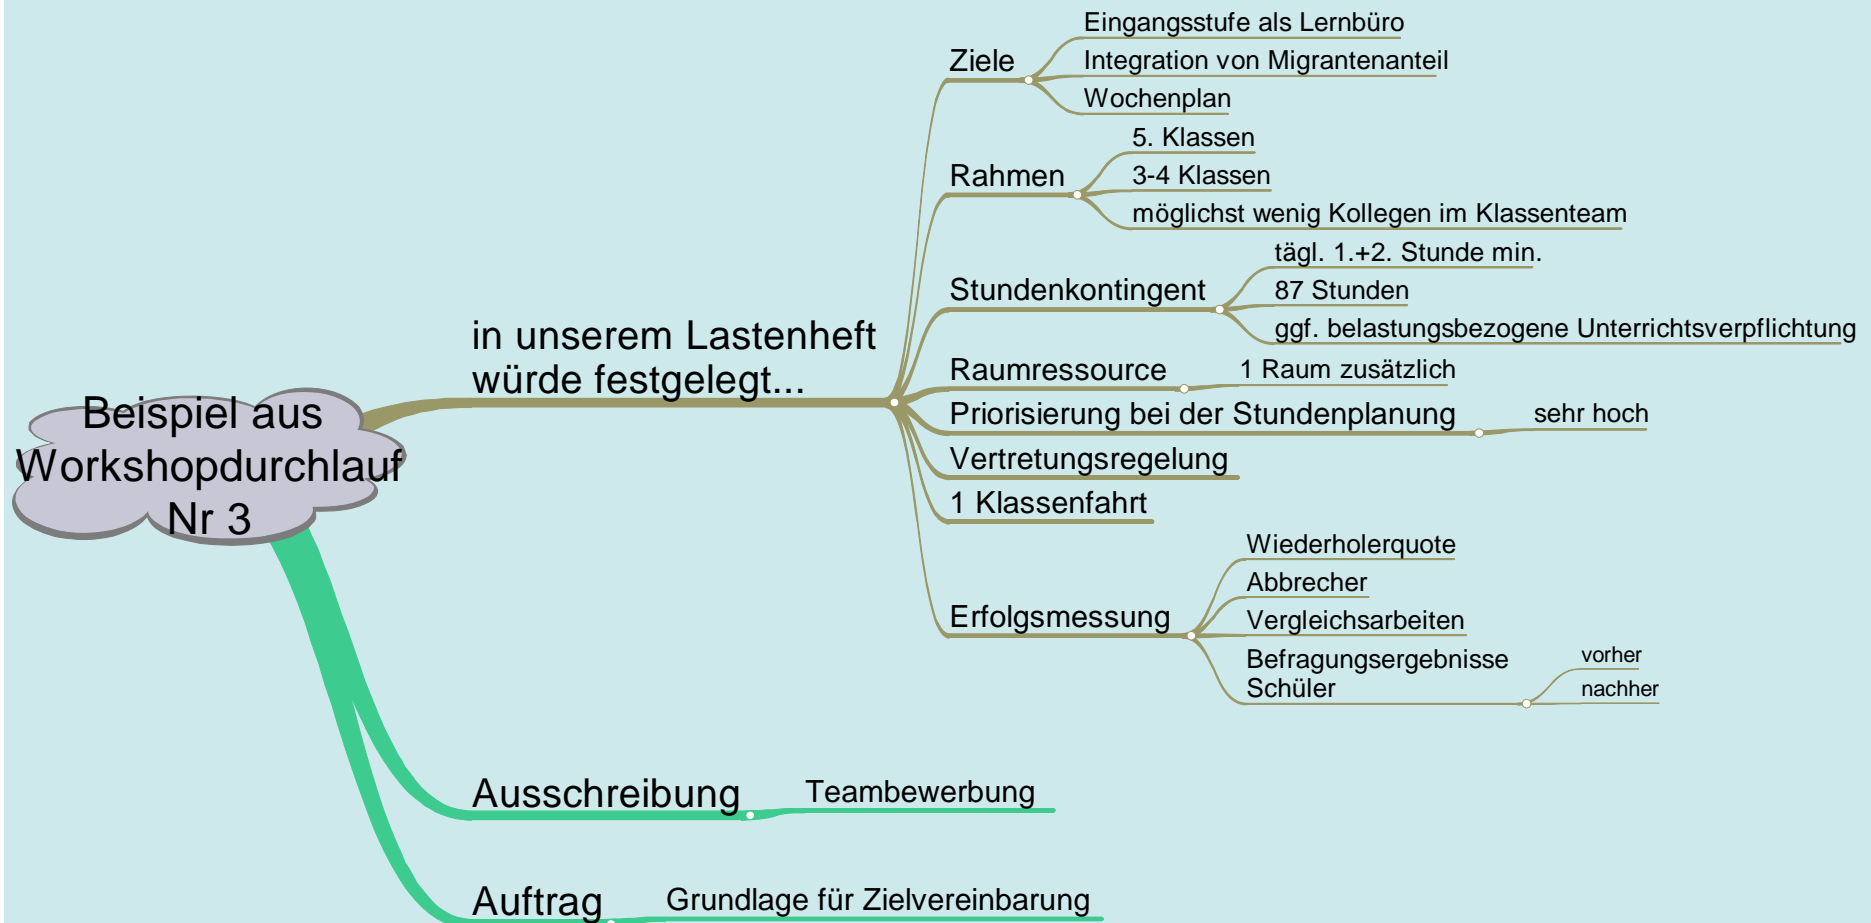 Beispiel aus
Workshopdurchlauf
Nr 3
in unserem Lastenheft
würde festgelegt...
Ziele
Eingangsstufe als Lernbüro
Integration von Migrantenanteil
Wochenplan
Rahmen
5. Klassen
3-4 Klassen
möglichst wenig Kollegen im Klassenteam
Stundenkontingent
tägl. 1.+2. Stunde min.
87 Stunden
ggf. belastungsbezogene Unterrichtsverpflichtung
Raumressource
1 Raum zusätzlich
Priorisierung bei der Stundenplanung
sehr hoch
Vertretungsregelung
1 Klassenfahrt
Erfolgsmessung
Wiederholerquote
Abbrecher
Vergleichsarbeiten
Befragungsergebnisse
Schüler
vorher
nachher
Ausschreibung
Teambewerbung
Auftrag
Grundlage für Zielvereinbarung